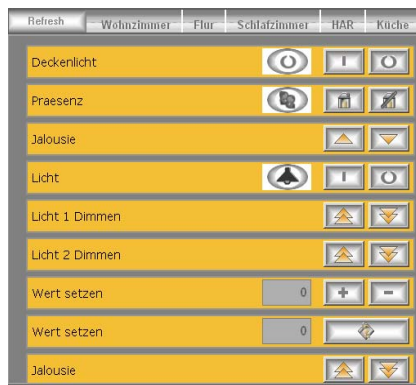 Refresh Wohnzimmer Flur Schlafzimmer HAR Küche
Deckenlicht I O
Praesenz
Jalousie
Licht I O
Licht 1 Dimmen
Licht 2 Dimmen
Wert setzen 0 + -
Wert setzen 0
Jalousie